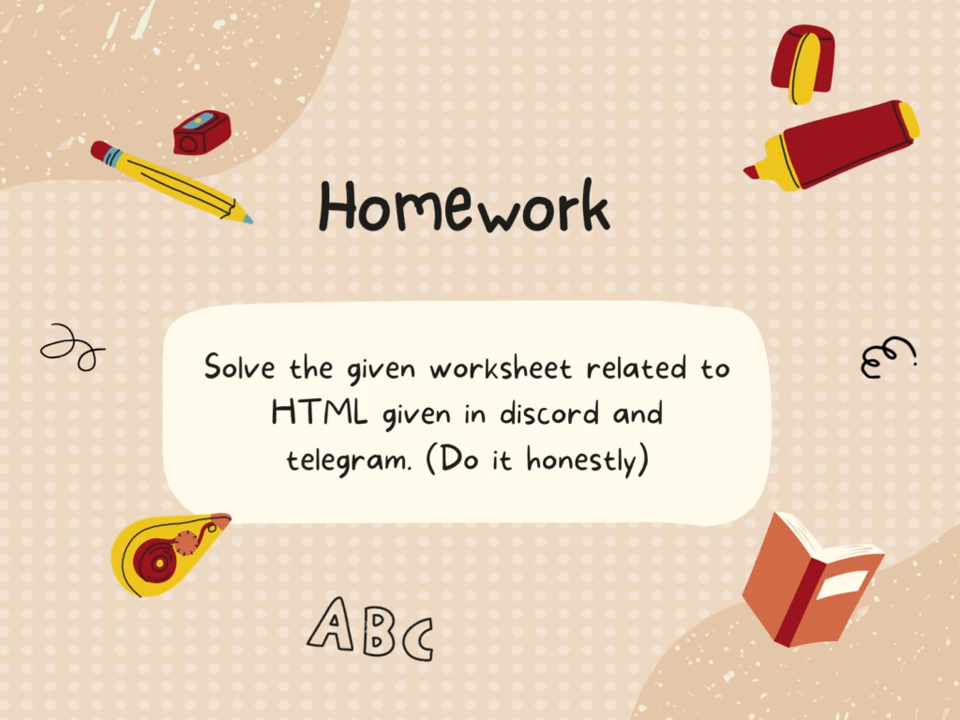 Homework
Solve the given worksheet related to
HTML given in discord and
telegram. (Do it honestly)
ABC